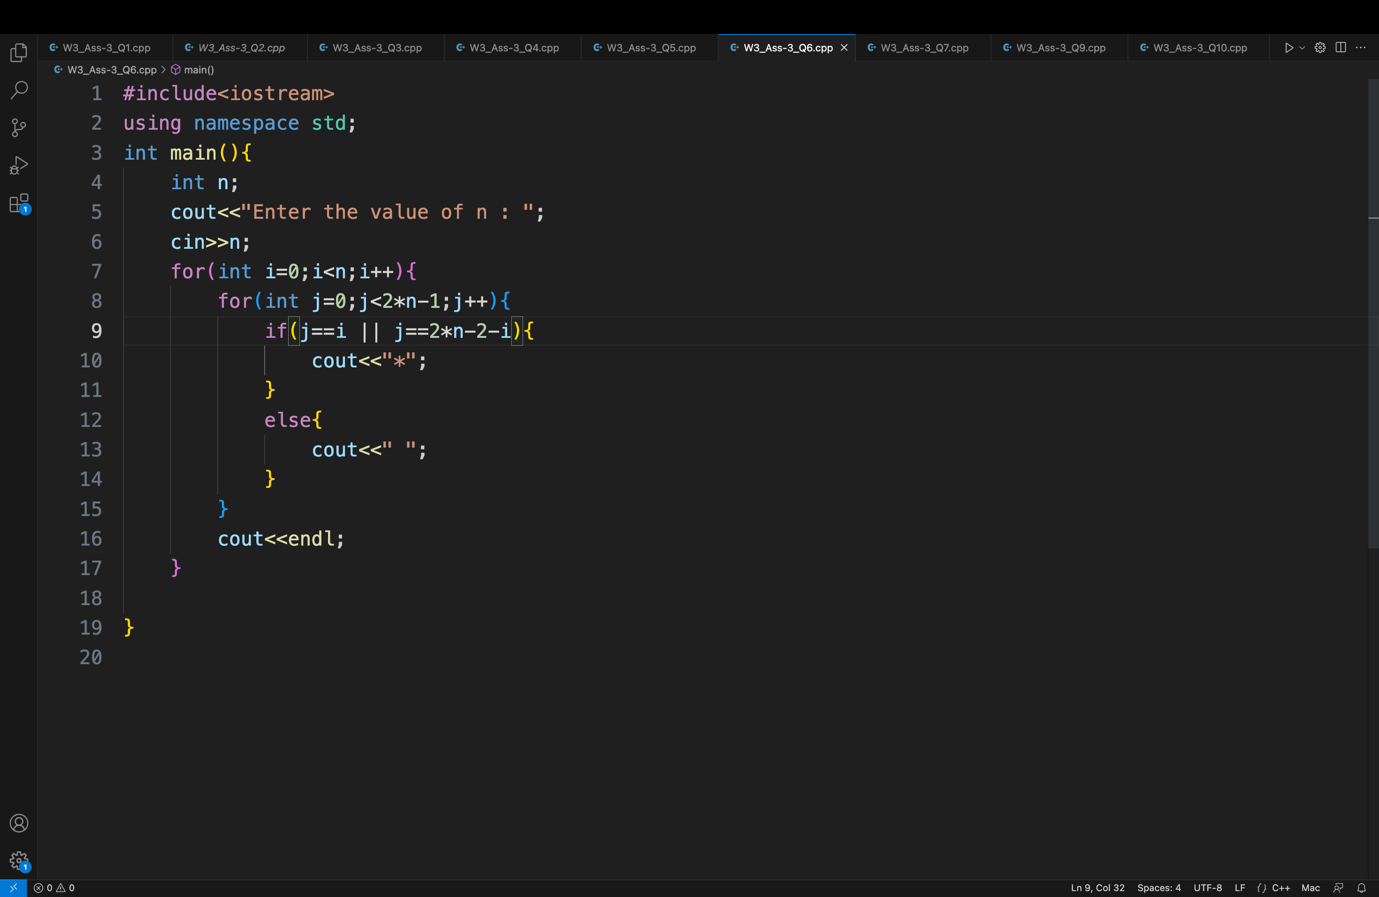 W3_Ass-3_Q1.cpp W3_Ass-3_Q2.cpp W3_Ass-3_Q3.cpp W3_Ass-3_Q4.cpp W3_Ass-3_Q5.cpp W3_Ass-3_Q6.cpp W3_Ass-3_Q7.cpp W3_Ass-3_Q9.cpp W3_Ass-3_Q10.cpp
W3_Ass-3_Q6.cpp > main()
1 #include<iostream>
2 using namespace std;
3 int main(){
4     int n;
5     cout<<"Enter the value of n : ";
6     cin>>n;
7     for(int i=0;i<n;i++){
8         for(int j=0;j<2*n-1;j++){
9             if(j==i || j==2*n-2-i){
10                 cout<<"*";
11             }
12             else{
13                 cout<<" ";
14             }
15         }
16         cout<<endl;
17     }
18
19 }
20
1
1
0 0 Ln 9, Col 32 Spaces: 4 UTF-8 LF {} C++ Mac